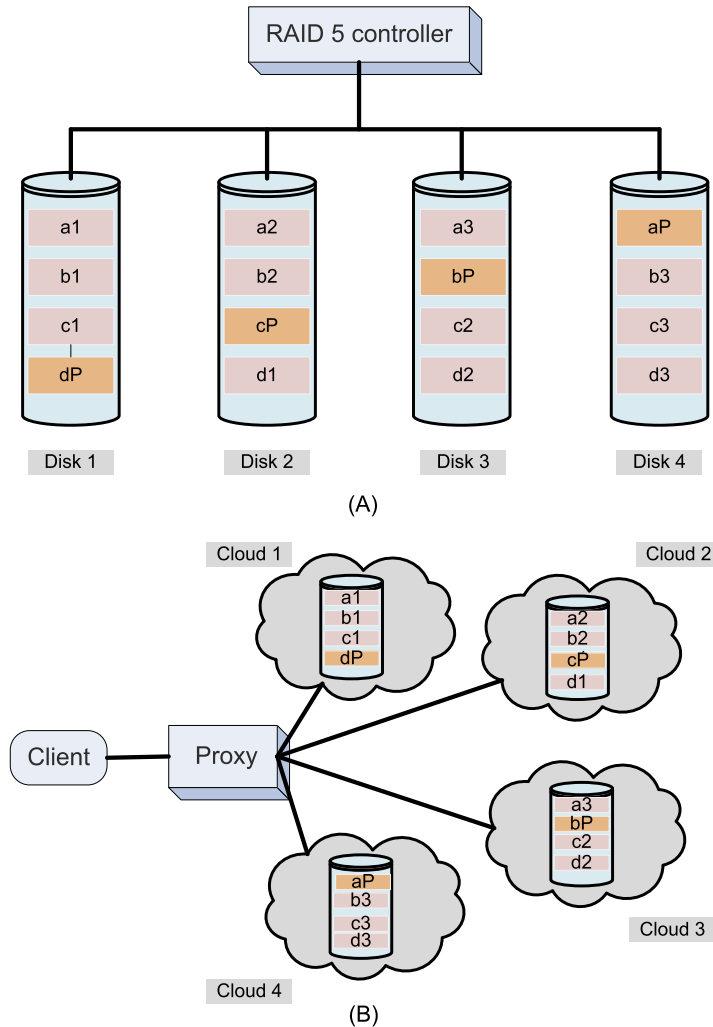 RAID 5 controller
a1 a2 a3 aP
b1 b2 bP b3
c1 cP c2 c3
dP d1 d2 d3
Disk 1 Disk 2 Disk 3 Disk 4
(A)
Cloud 1
a1
b1
c1
dP
Cloud 2
a2
b2
cP
d1
Client
Proxy
a3
bP
c2
d2
Cloud 3
aP
b3
c3
d3
Cloud 4
(B)